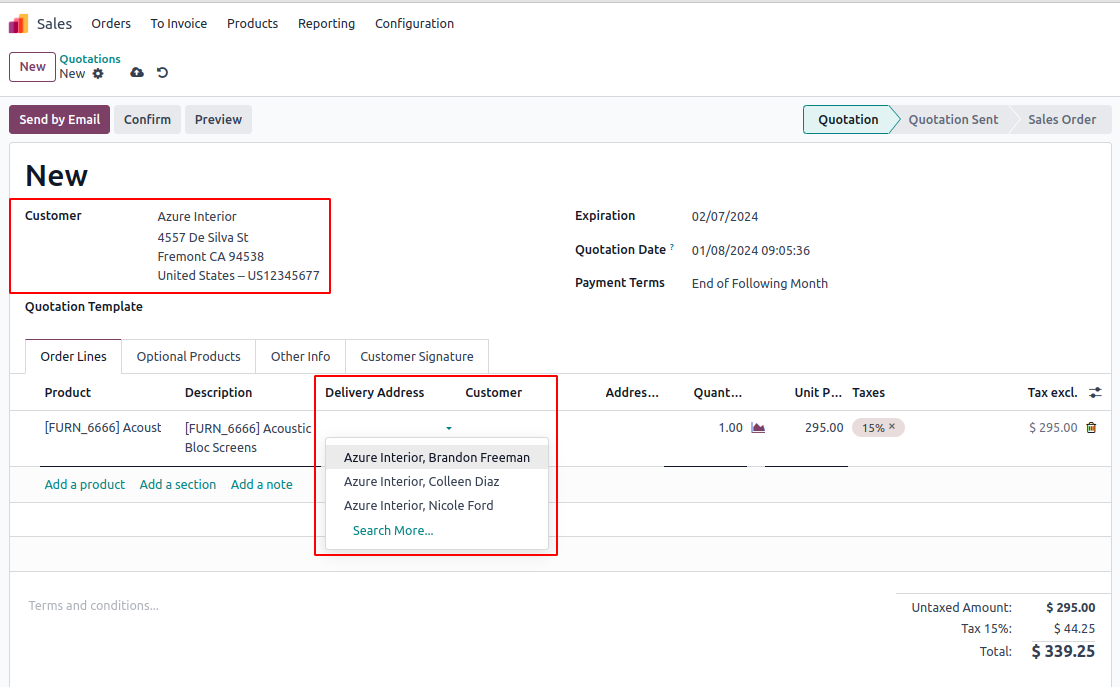 Sales Orders To Invoice Products Reporting Configuration
New Quotations
New
Send by Email Confirm Preview Quotation Quotation Sent Sales Order
New
Customer Azure Interior
4557 De Silva St
Fremont CA 94538
United States – US12345677
Expiration 02/07/2024
Quotation Date ? 01/08/2024 09:05:36
Payment Terms End of Following Month
Quotation Template
Order Lines Optional Products Other Info Customer Signature
Product Description Delivery Address Customer Addres... Quant... Unit P... Taxes Tax excl.
[FURN_6666] Acoust [FURN_6666] Acoustic 1.00 295.00 15% × $ 295.00
Bloc Screens
Azure Interior, Brandon Freeman
Azure Interior, Colleen Diaz
Azure Interior, Nicole Ford
Search More...
Add a product Add a section Add a note
Terms and conditions...
Untaxed Amount: $ 295.00
Tax 15%: $ 44.25
Total: $ 339.25